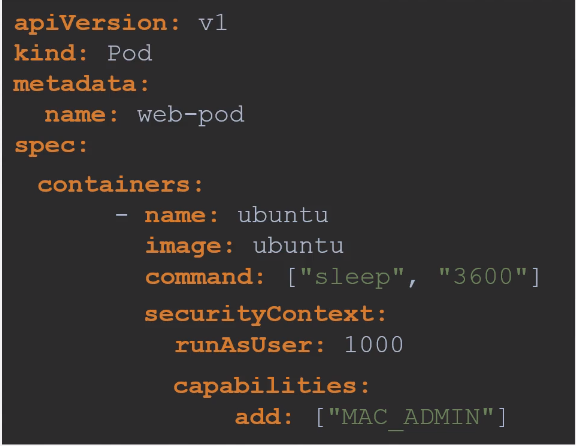 apiVersion: v1
kind: Pod
metadata:
  name: web-pod
spec:
  containers:
       - name: ubuntu
         image: ubuntu
         command: ["sleep", "3600"]
         securityContext:
           runAsUser: 1000
           capabilities:
               add: ["MAC_ADMIN"]